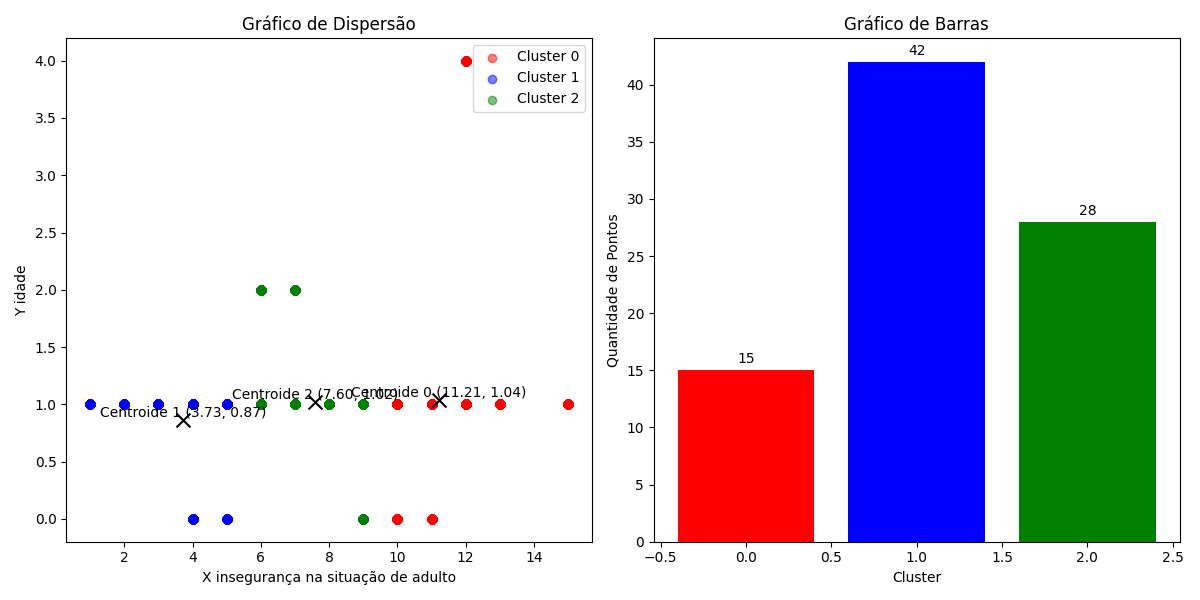 Gráfico de Dispersão
Cluster 0
Cluster 1
Cluster 2
4.0
3.5
3.0
2.5
2.0
1.5
1.0
0.5
0.0
Y idade
Centroide 2 (7.60, 1.02)
Centroide 0 (11.21, 1.04)
Centroide 1 (3.73, 0.87)
2 4 6 8 10 12 14
X insegurança na situação de adulto
Gráfico de Barras
42
28
15
40
35
30
25
20
15
10
5
0
Quantidade de Pontos
−0.5 0.0 0.5 1.0 1.5 2.0 2.5
Cluster